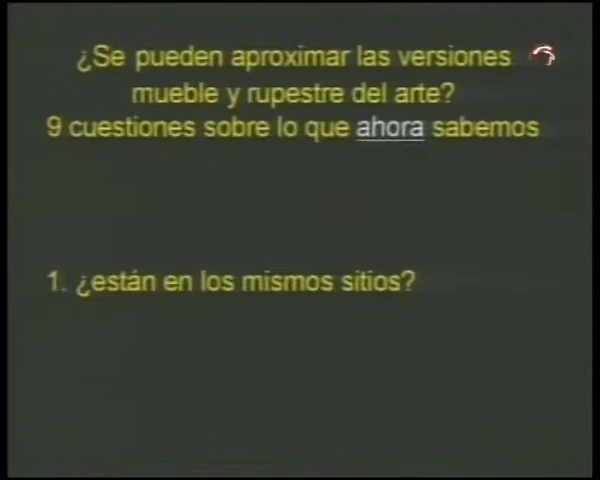 ¿Se pueden aproximar las versiones
mueble y rupestre del arte?
9 cuestiones sobre lo que ahora sabemos
1. ¿están en los mismos sitios?